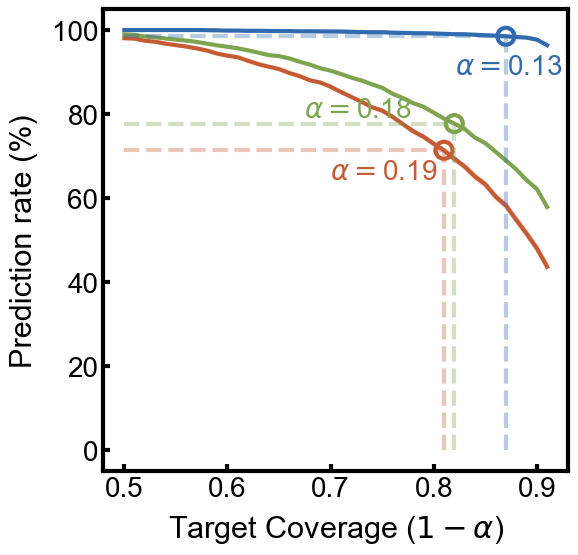 100
80
60
40
20
0
Prediction rate (%)
α = 0.13
α = 0.18
α = 0.19
0.5 0.6 0.7 0.8 0.9
Target Coverage (1 − α)